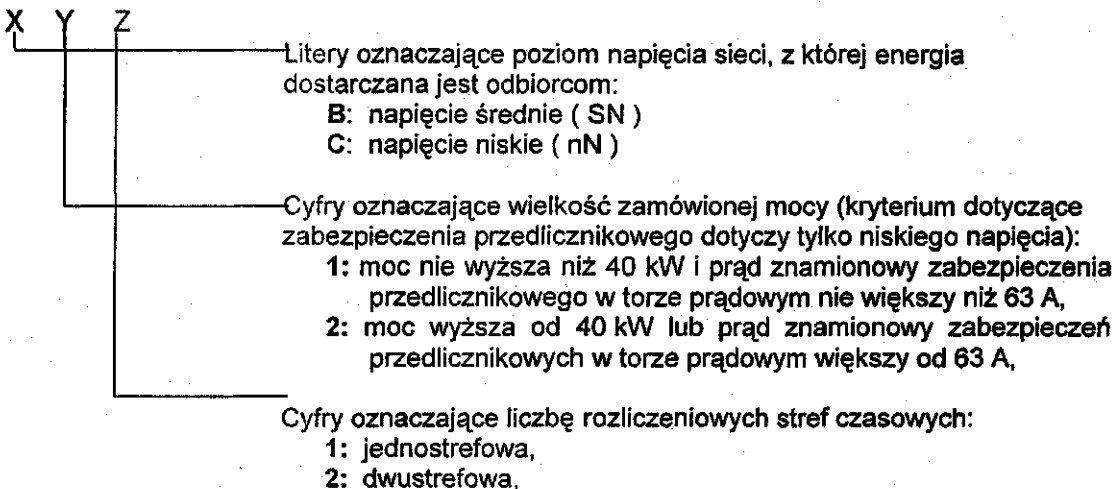 X Y Z
Litery oznaczające poziom napięcia sieci, z której energia
dostarczana jest odbiorcom:
B: napięcie średnie ( SN )
C: napięcie niskie ( nN )
Cyfry oznaczające wielkość zamówionej mocy (kryterium dotyczące
zabezpieczenia przedlicznikowego dotyczy tylko niskiego napięcia):
1: moc nie wyższa niż 40 kW i prąd znamionowy zabezpieczenia
przedlicznikowego w torze prądowym nie większy niż 63 A,
2: moc wyższa od 40 kW lub prąd znamionowy zabezpieczeń
przedlicznikowych w torze prądowym większy od 63 A,
Cyfry oznaczające liczbę rozliczeniowych stref czasowych:
1: jednostrefowa,
2: dwustrefowa,